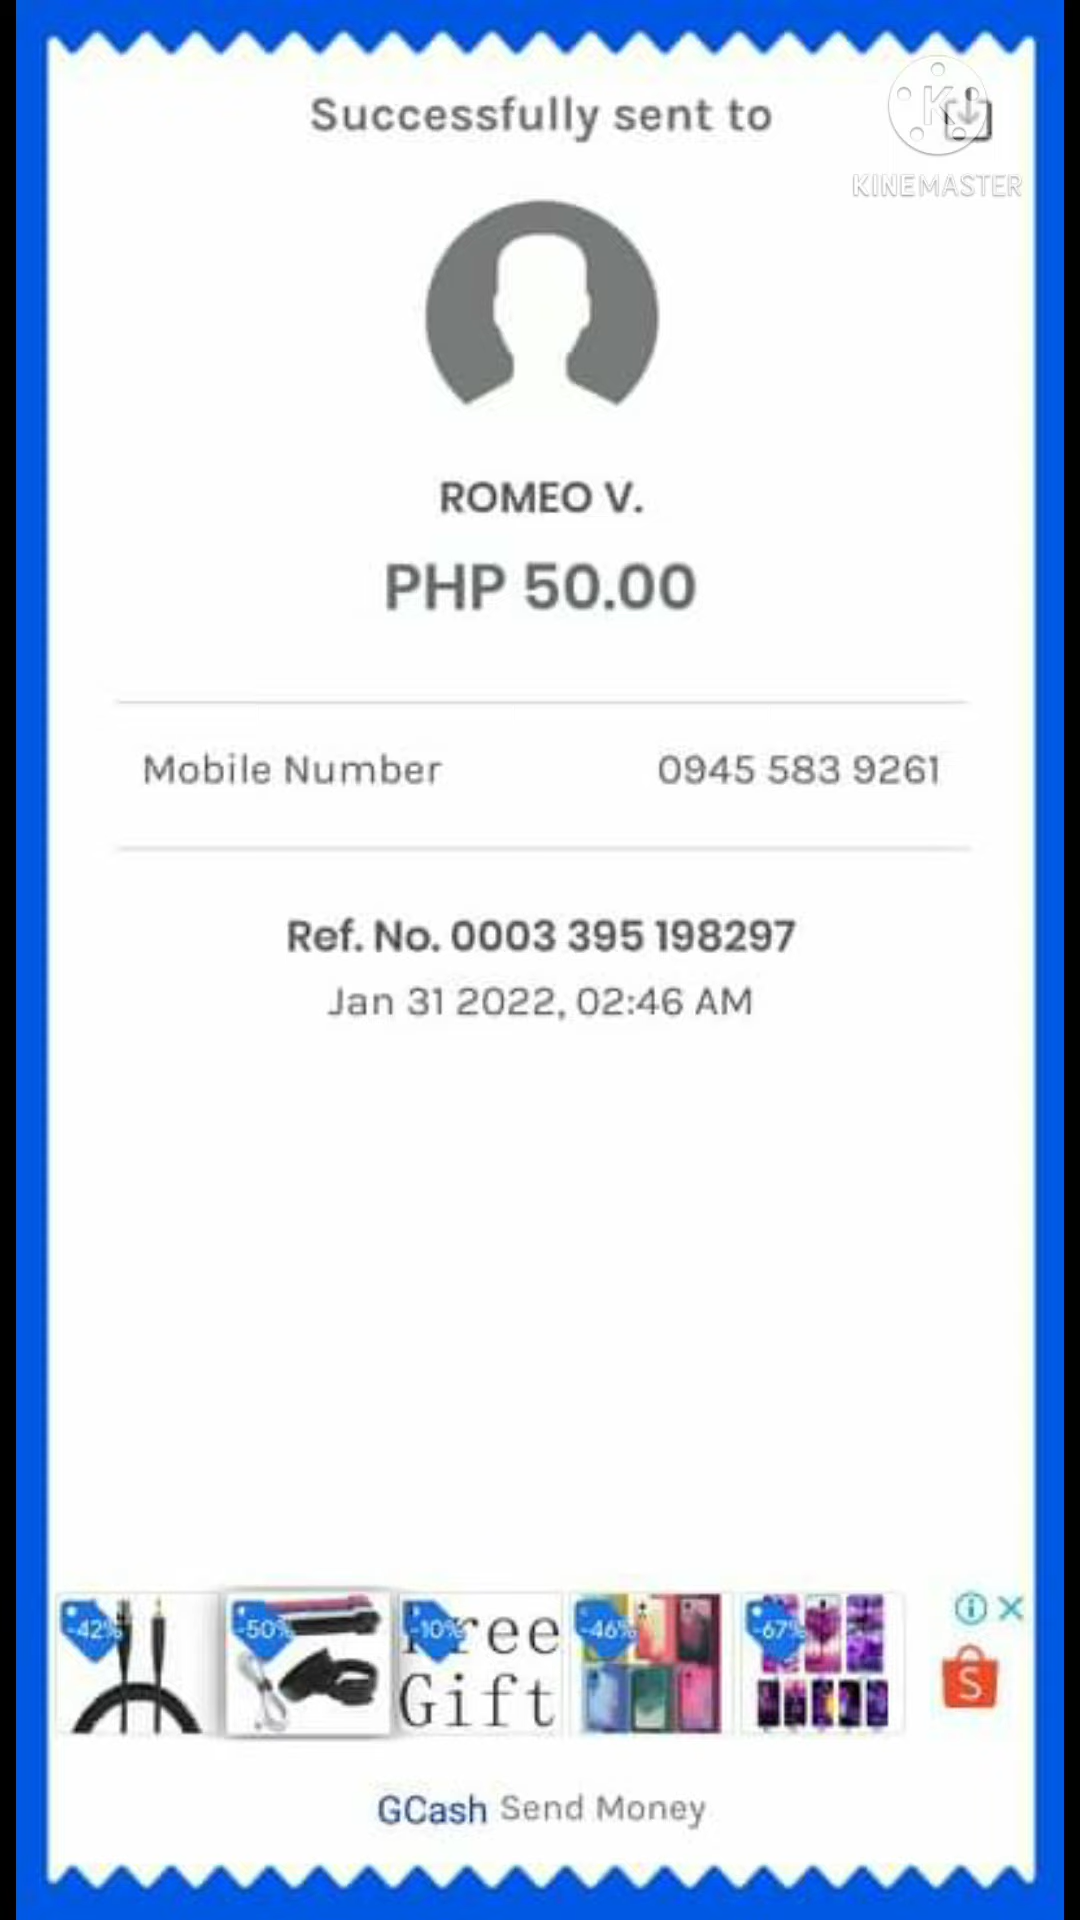 Successfully sent to
KINEMASTER
ROMEO V.
PHP 50.00
Mobile Number 0945 583 9261
Ref. No. 0003 395 198297
Jan 31 2022, 02:46 AM
-42% -50% -10% -46% -67%
Free
Gift
GCash Send Money